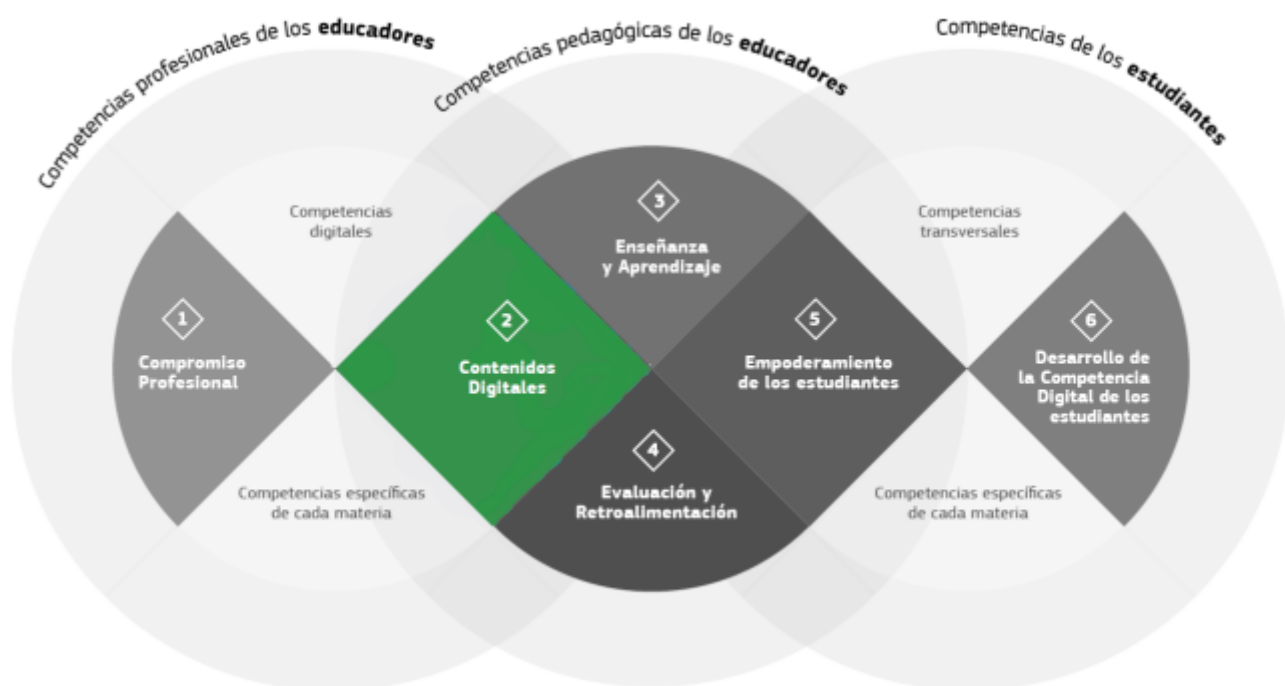 Competencias profesionales de los educadores
Competencias pedagógicas de los educadores
Competencias de los estudiantes
Competencias
digitales
3
Enseñanza
y Aprendizaje
Competencias
transversales
1
Compromiso
Profesional
2
Contenidos
Digitales
5
Empoderamiento
de los estudiantes
6
Desarrollo de
la Competencia
Digital de los
estudiantes
Competencias específicas
de cada materia
4
Evaluación y
Retroalimentación
Competencias específicas
de cada materia